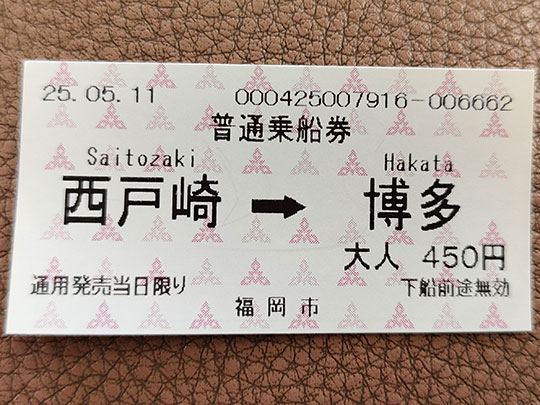 25.05.11 000425007916-006662
普通乗船券
Saitozaki Hakata
西戸崎 ➡ 博多
大人 450円
通用発売当日限り 下船前途無効
福岡市